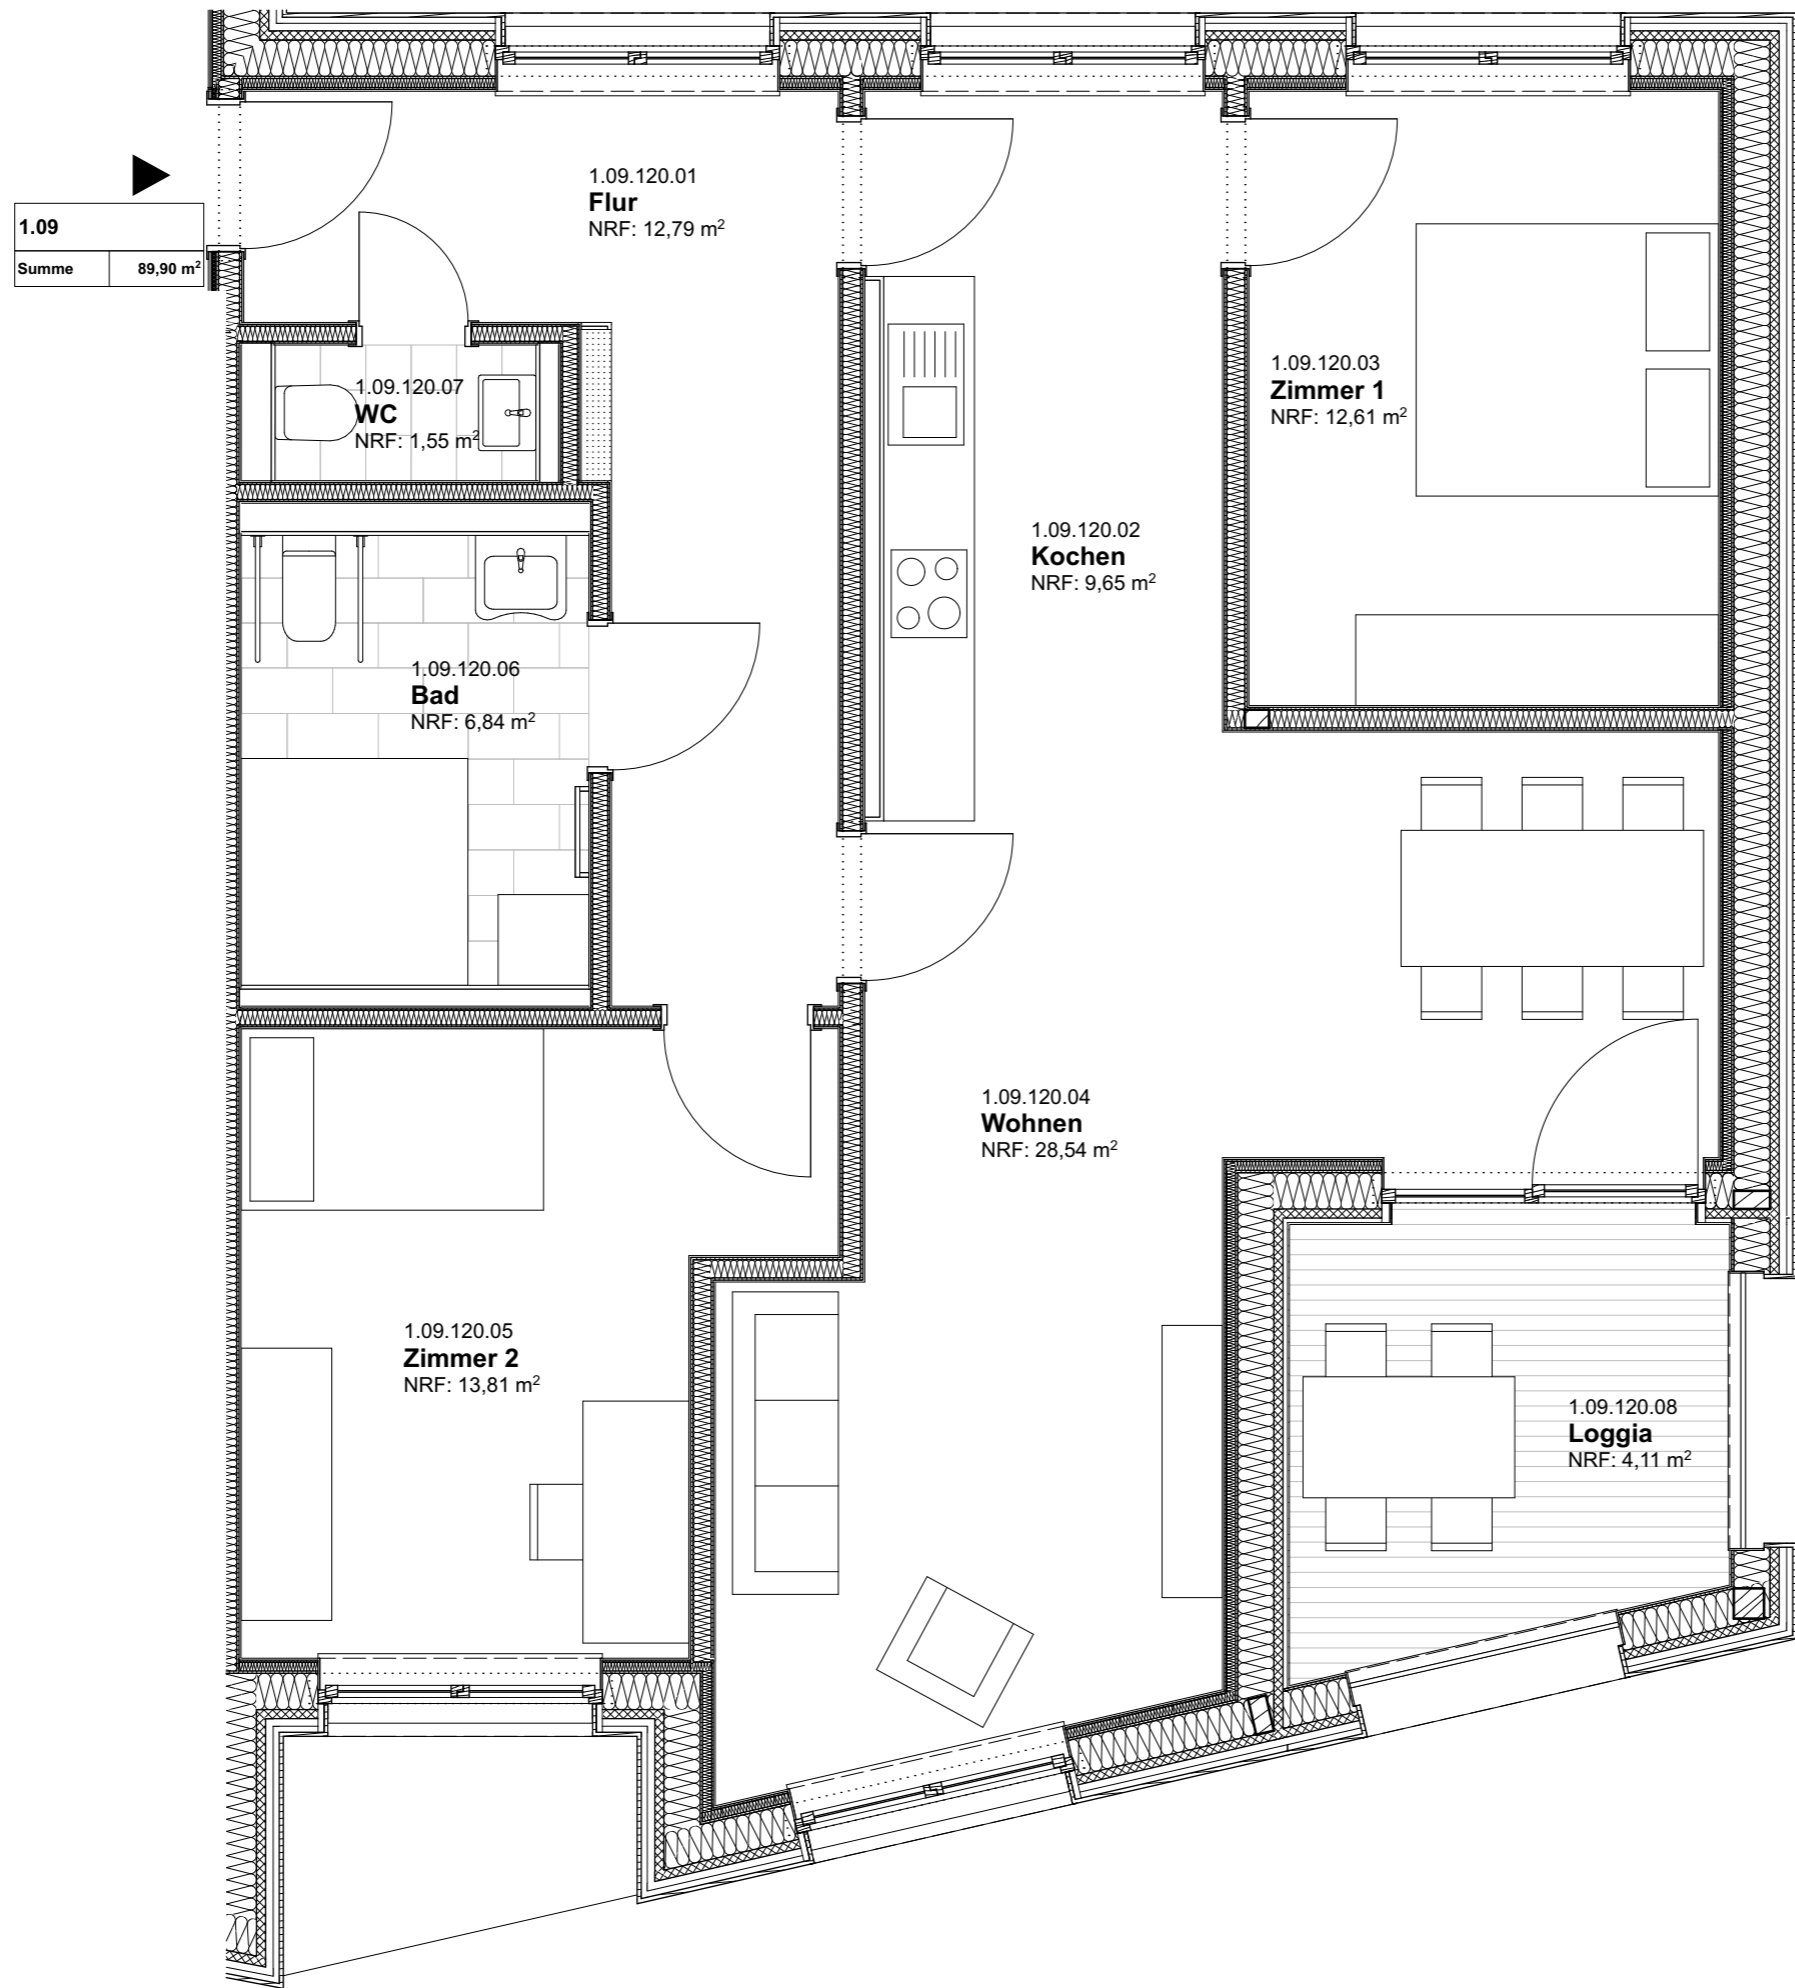 1.09.120.01
Flur
NRF: 12,79 m²
1.09
Summe 89,90 m²
1.09.120.03
Zimmer 1
NRF: 12,61 m²
1.09.120.07
WC
NRF: 1,55 m²
1.09.120.02
Kochen
NRF: 9,65 m²
1.09.120.06
Bad
NRF: 6,84 m²
1.09.120.04
Wohnen
NRF: 28,54 m²
1.09.120.05
Zimmer 2
NRF: 13,81 m²
1.09.120.08
Loggia
NRF: 4,11 m²